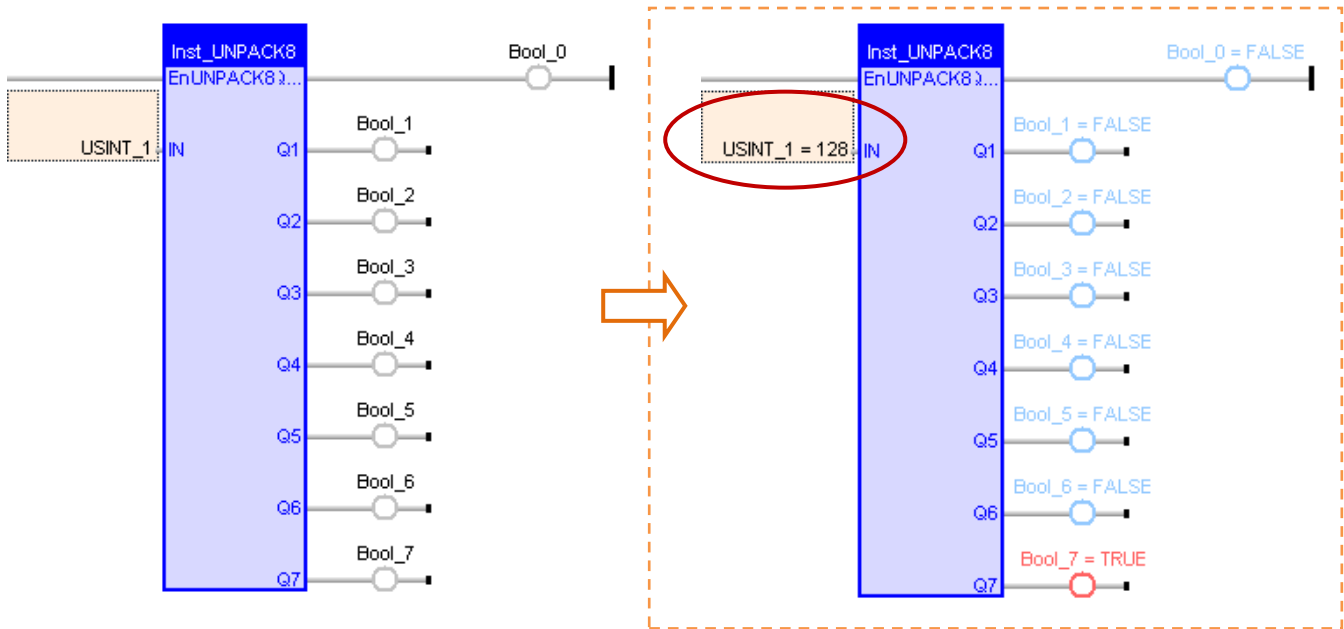 Inst_UNPACK8
Bool_0
EnUNPACK8 Q...
Bool_1
USINT_1
IN
Q1
Bool_2
Q2
Bool_3
Q3
Bool_4
Q4
Bool_5
Q5
Bool_6
Q6
Bool_7
Q7
Inst_UNPACK8
Bool_0 = FALSE
EnUNPACK8 Q...
Bool_1 = FALSE
USINT_1 = 128
IN
Q1
Bool_2 = FALSE
Q2
Bool_3 = FALSE
Q3
Bool_4 = FALSE
Q4
Bool_5 = FALSE
Q5
Bool_6 = FALSE
Q6
Bool_7 = TRUE
Q7